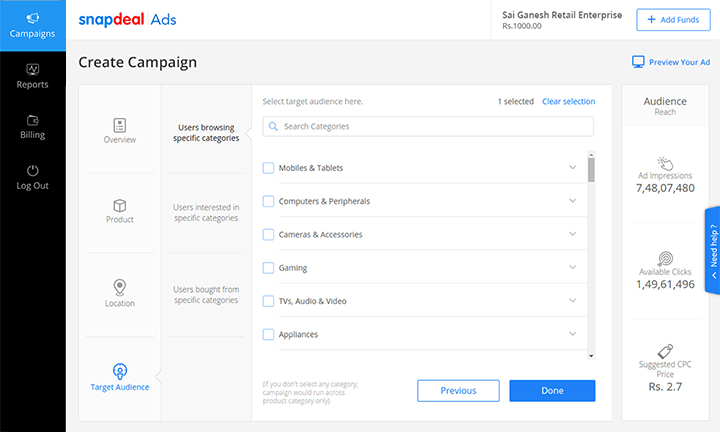 Campaigns
Reports
Billing
Log Out
snapdeal Ads
Sai Ganesh Retail Enterprise
Rs.1000.00
+ Add Funds
Create Campaign
Preview Your Ad
Overview
Product
Location
Target Audience
Users browsing
specific categories
Users interested in
specific categories
Users bought from
specific categories
Select target audience here.
1 selected
Clear selection
Search Categories
Mobiles & Tablets
Computers & Peripherals
Cameras & Accessories
Gaming
TVs, Audio & Video
Appliances
(If you don't select any category,
campaign would run across
product category only)
Previous
Done
Audience
Reach
Ad Impressions
7,48,07,480
Available Clicks
1,49,61,496
Suggested CPC
Price
Rs. 2.7
Need help ?